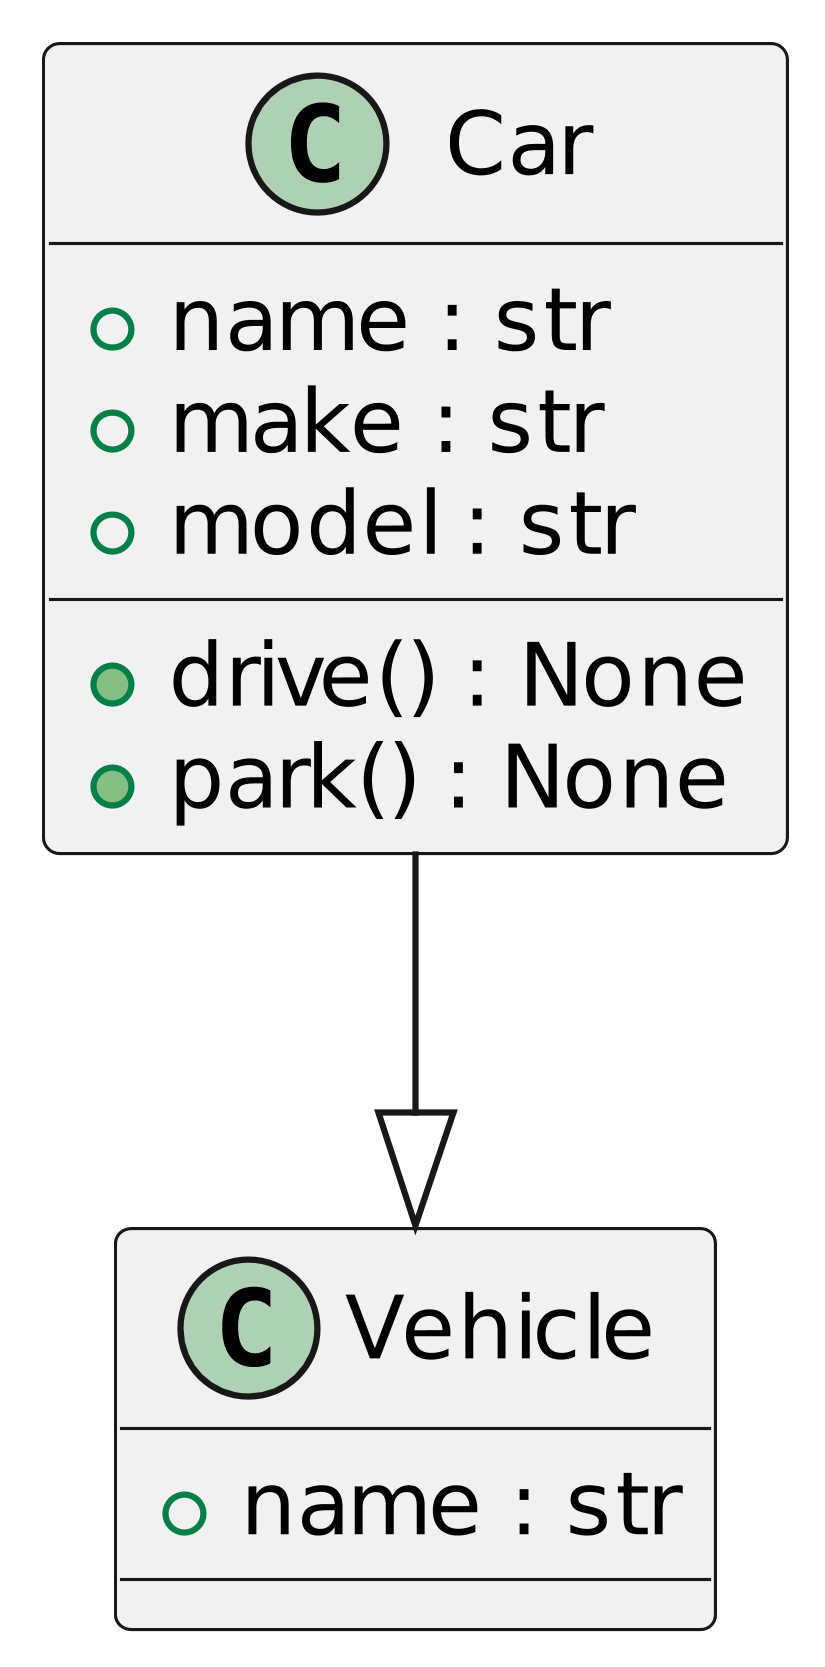 C Car
name : str
make : str
model : str
drive() : None
park() : None
C Vehicle
name : str